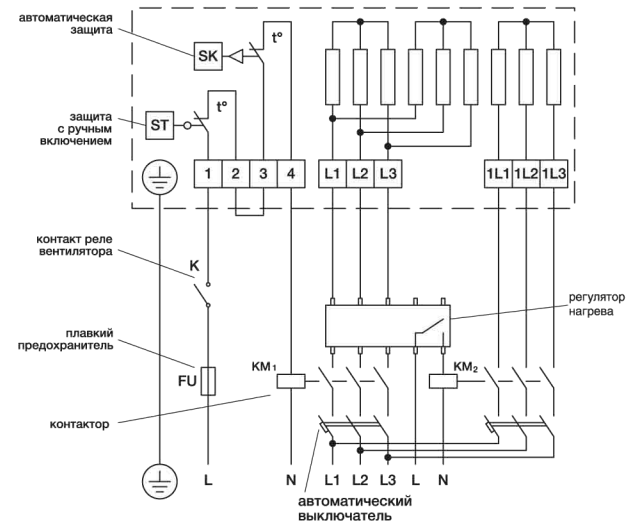 автоматическая
защита
SK
t°
защита
с ручным
включением
ST
t°
1 2 3 4 L1 L2 L3 1L1 1L2 1L3
контакт реле
вентилятора
K
регулятор
нагрева
плавкий
предохранитель
FU
KM1
KM2
контактор
L N L1 L2 L3 L N
автоматический
выключатель